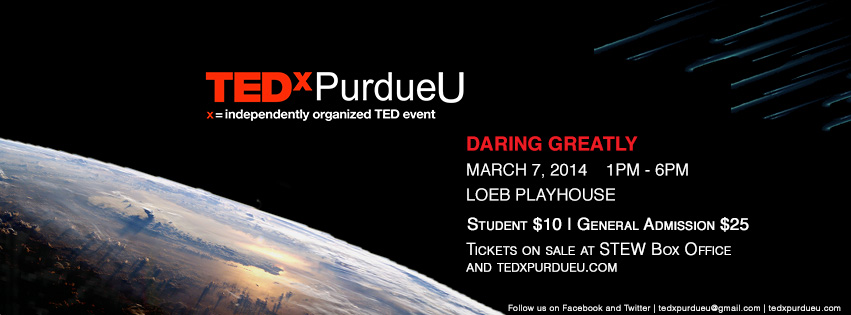 TEDxPurdueU
x = independently organized TED event
DARING GREATLY
MARCH 7, 2014 1PM - 6PM
LOEB PLAYHOUSE
STUDENT $10 | GENERAL ADMISSION $25
TICKETS ON SALE AT STEW BOX OFFICE
AND TEDXPURDUEU.COM
Follow us on Facebook and Twitter | tedxpurdueu@gmail.com | tedxpurdueu.com